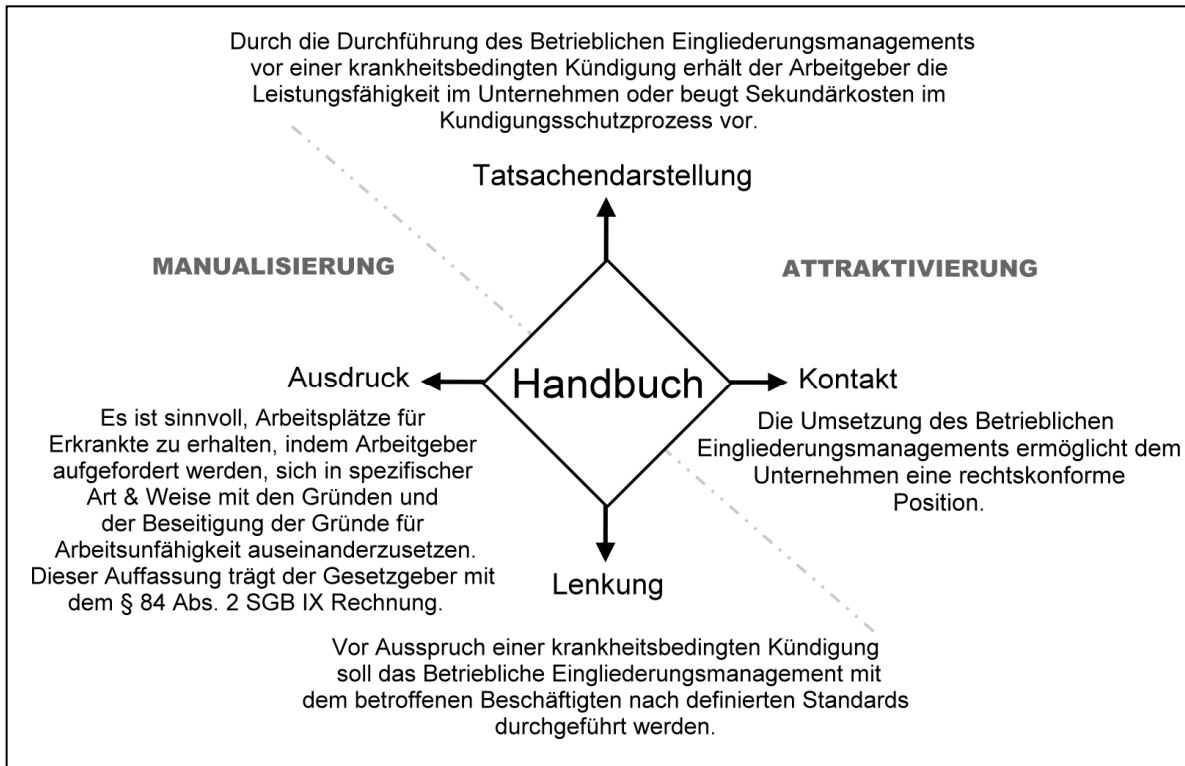 Durch die Durchführung des Betrieblichen Eingliederungsmanagements
vor einer krankheitsbedingten Kündigung erhält der Arbeitgeber die
Leistungsfähigkeit im Unternehmen oder beugt Sekundärkosten im
Kundigungsschutzprozess vor.
Tatsachendarstellung
MANUALISIERUNG
ATTRAKTIVIERUNG
Ausdruck
Handbuch
Kontakt
Es ist sinnvoll, Arbeitsplätze für
Erkrankte zu erhalten, indem Arbeitgeber
aufgefordert werden, sich in spezifischer
Art & Weise mit den Gründen und
der Beseitigung der Gründe für
Arbeitsunfähigkeit auseinanderzusetzen.
Dieser Auffassung trägt der Gesetzgeber mit
dem § 84 Abs. 2 SGB IX Rechnung.
Die Umsetzung des Betrieblichen
Eingliederungsmanagements ermöglicht dem
Unternehmen eine rechtskonforme
Position.
Lenkung
Vor Ausspruch einer krankheitsbedingten Kündigung
soll das Betriebliche Eingliederungsmanagement mit
dem betroffenen Beschäftigten nach definierten Standards
durchgeführt werden.